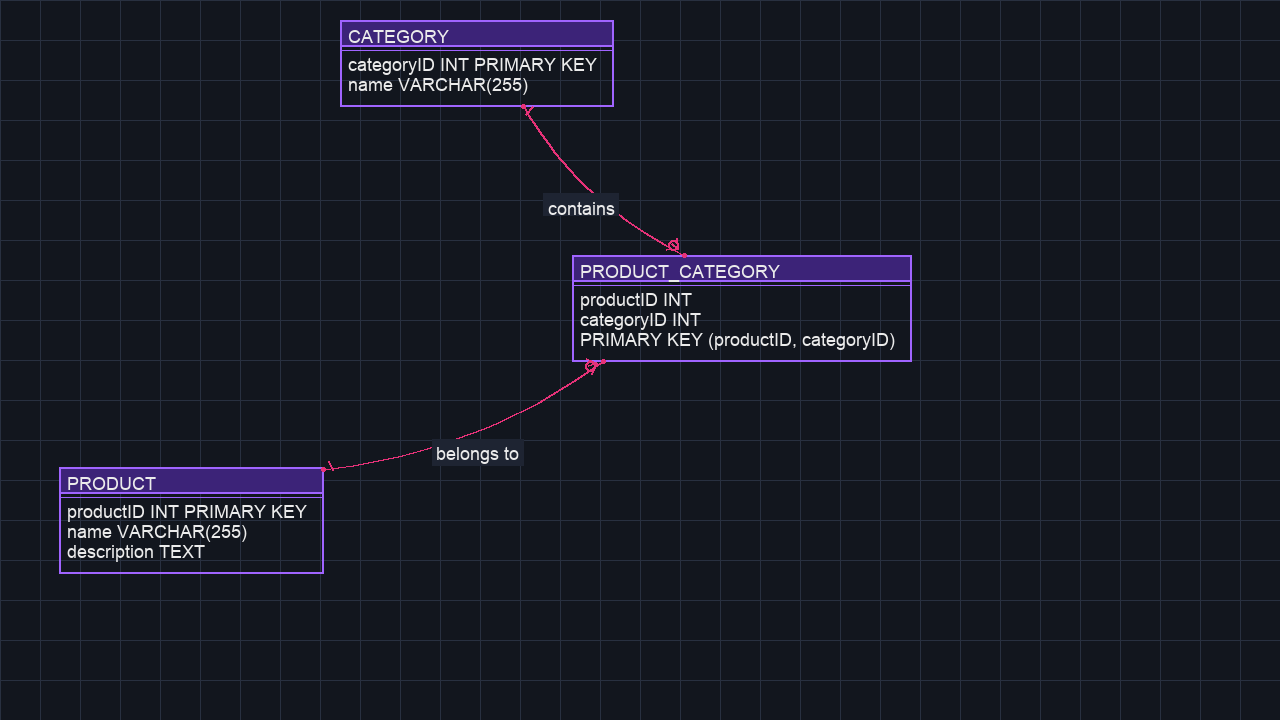 CATEGORY
categoryID INT PRIMARY KEY
name VARCHAR(255)
contains
PRODUCT_CATEGORY
productID INT
categoryID INT
PRIMARY KEY (productID, categoryID)
belongs to
PRODUCT
productID INT PRIMARY KEY
name VARCHAR(255)
description TEXT